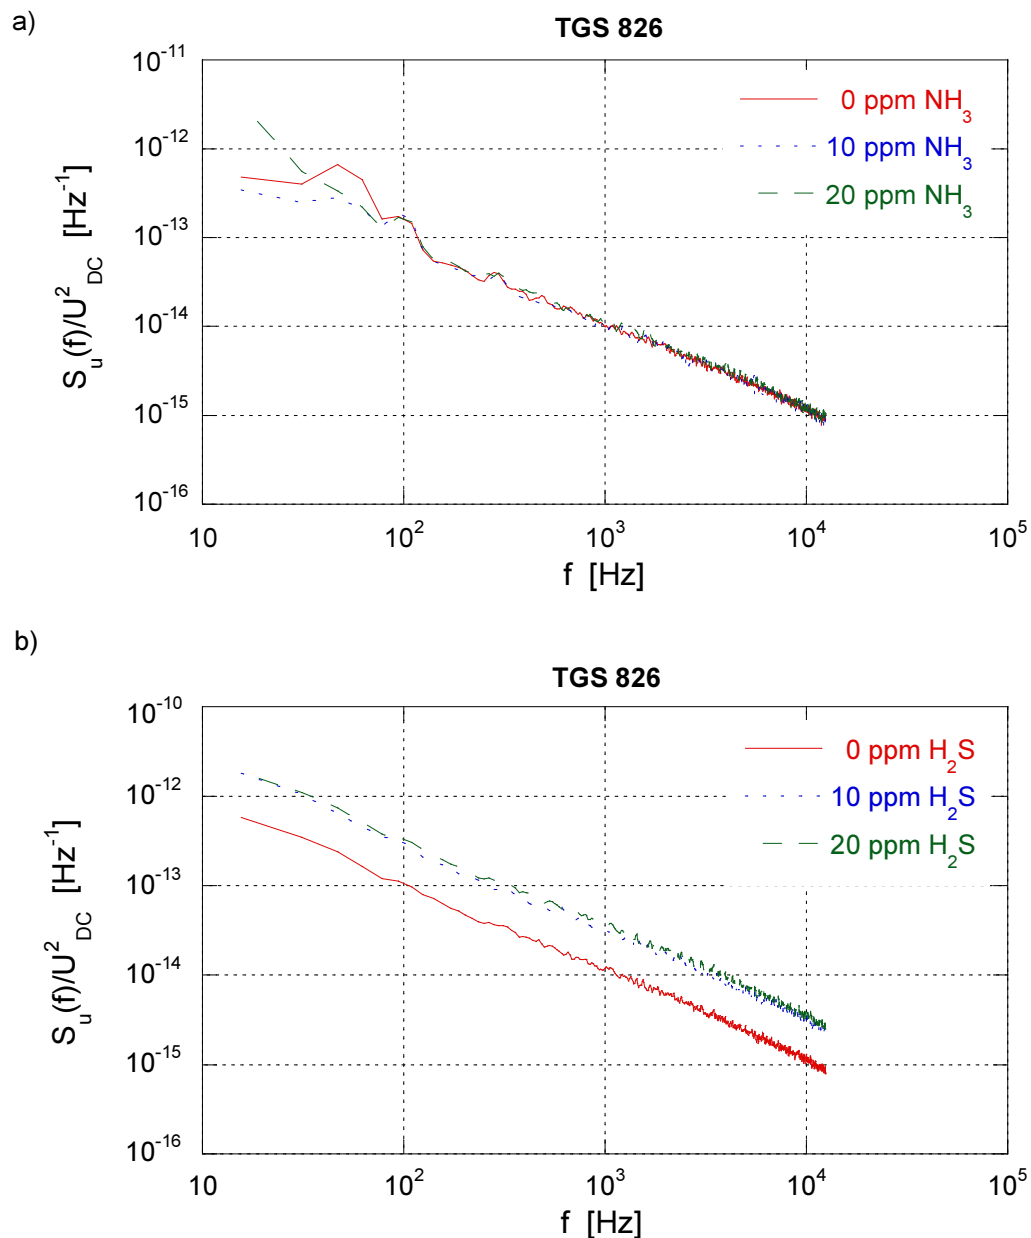 a)
TGS 826
10⁻¹¹
10⁻¹²
10⁻¹³
10⁻¹⁴
10⁻¹⁵
10⁻¹⁶
Sᵤ(f)/U²_DC [Hz⁻¹]
0 ppm NH₃
10 ppm NH₃
20 ppm NH₃
10 10² 10³ 10⁴ 10⁵
f [Hz]
b)
TGS 826
10⁻¹⁰
10⁻¹²
10⁻¹³
10⁻¹⁴
10⁻¹⁵
10⁻¹⁶
Sᵤ(f)/U²_DC [Hz⁻¹]
0 ppm H₂S
10 ppm H₂S
20 ppm H₂S
10 10² 10³ 10⁴ 10⁵
f [Hz]